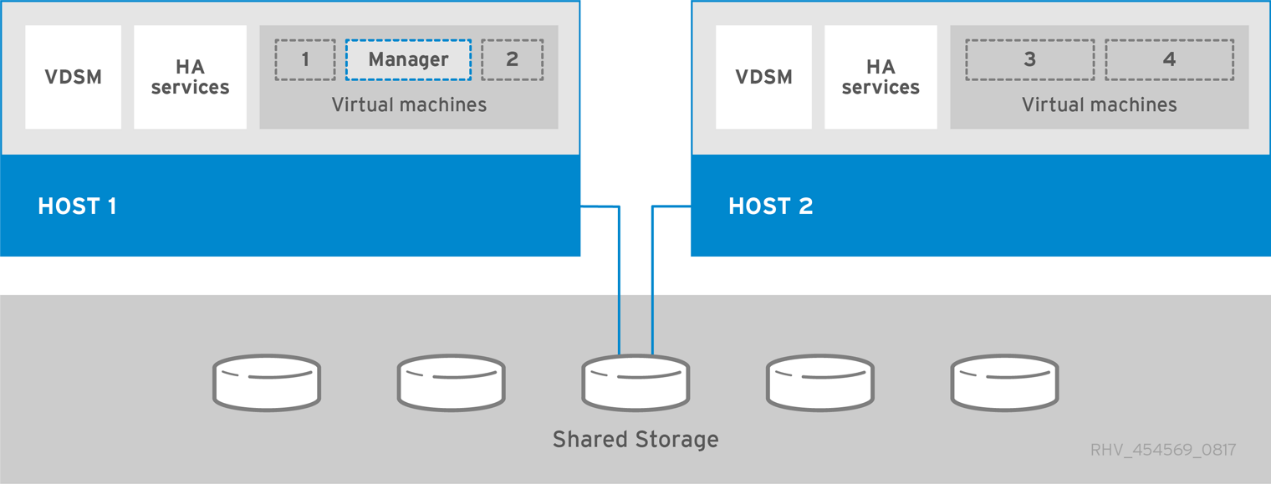 VDSM
HA
services
1
Manager
2
Virtual machines
HOST 1
VDSM
HA
services
3
4
Virtual machines
HOST 2
Shared Storage
RHV_454569_0817